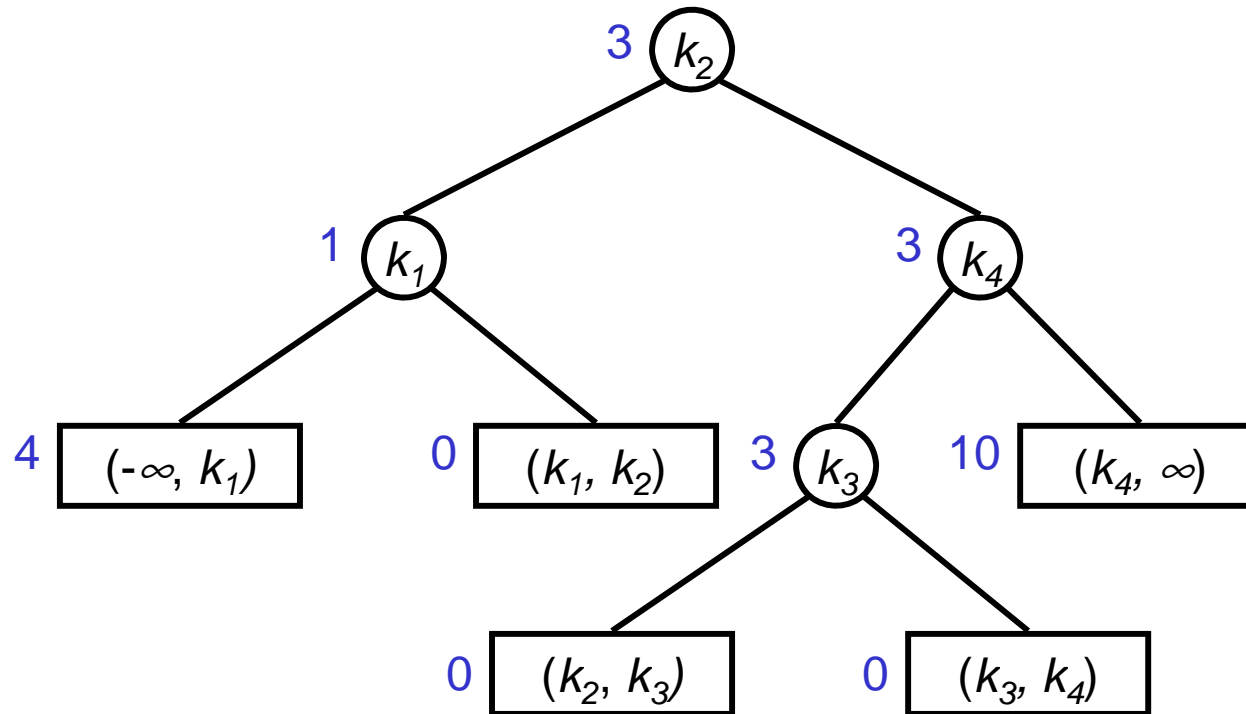 3 k₂
1 k₁ 3 k₄
4 (-∞, k₁) 0 (k₁, k₂) 3 k₃ 10 (k₄, ∞)
0 (k₂, k₃) 0 (k₃, k₄)